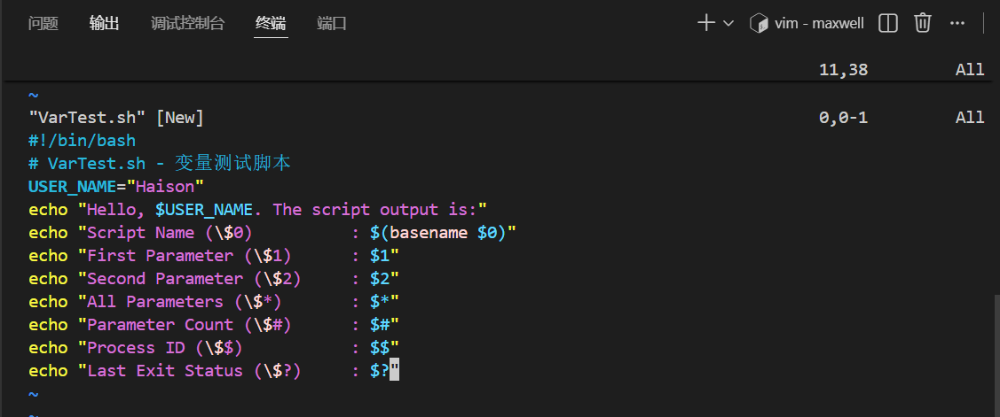 问题 输出 调试控制台 终端 端口 vim - maxwell
11,38 All
~
"VarTest.sh" [New] 0,0-1 All
#!/bin/bash
# VarTest.sh - 变量测试脚本
USER_NAME="Haison"
echo "Hello, $USER_NAME. The script output is:"
echo "Script Name (\$0)          : $(basename $0)"
echo "First Parameter (\$1)      : $1"
echo "Second Parameter (\$2)     : $2"
echo "All Parameters (\$*)       : $*"
echo "Parameter Count (\$#)      : $#"
echo "Process ID (\$$)           : $$"
echo "Last Exit Status (\$?)     : $?"
~
~